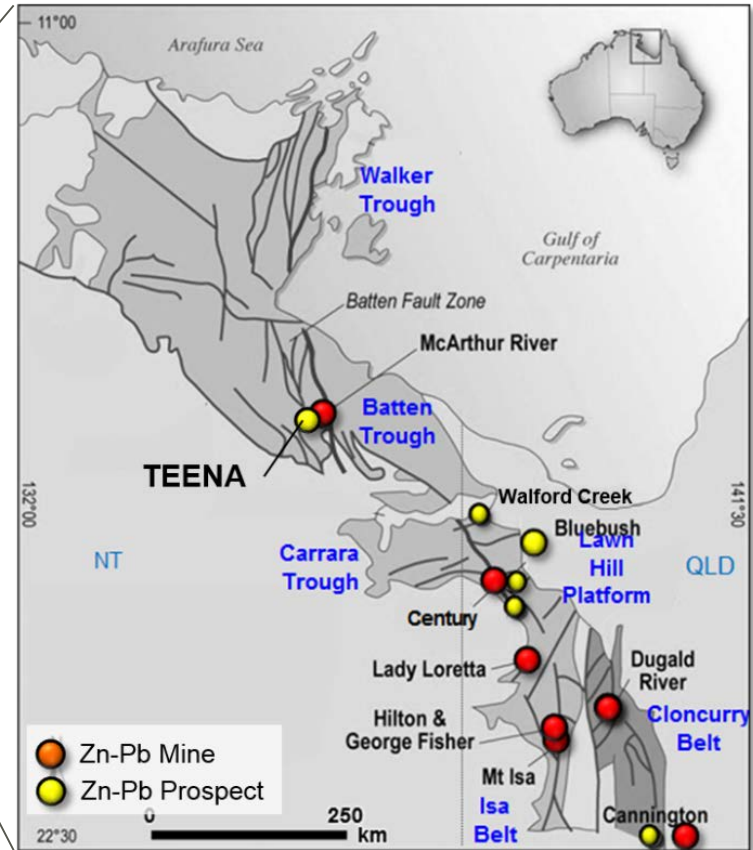 11°00
Arafura Sea
Walker
Trough
Gulf of
Carpentaria
Batten Fault Zone
McArthur River
Batten
Trough
TEENA
132°00
141°30
Walford Creek
Bluebush
Lawn
Hill
Platform
Carrara
Trough
NT
QLD
Century
Lady Loretta
Dugald
River
Hilton &
George Fisher
Cloncurry
Belt
Mt Isa
Isa
Belt
Cannington
Zn-Pb Mine
Zn-Pb Prospect
0 250
km
22°30